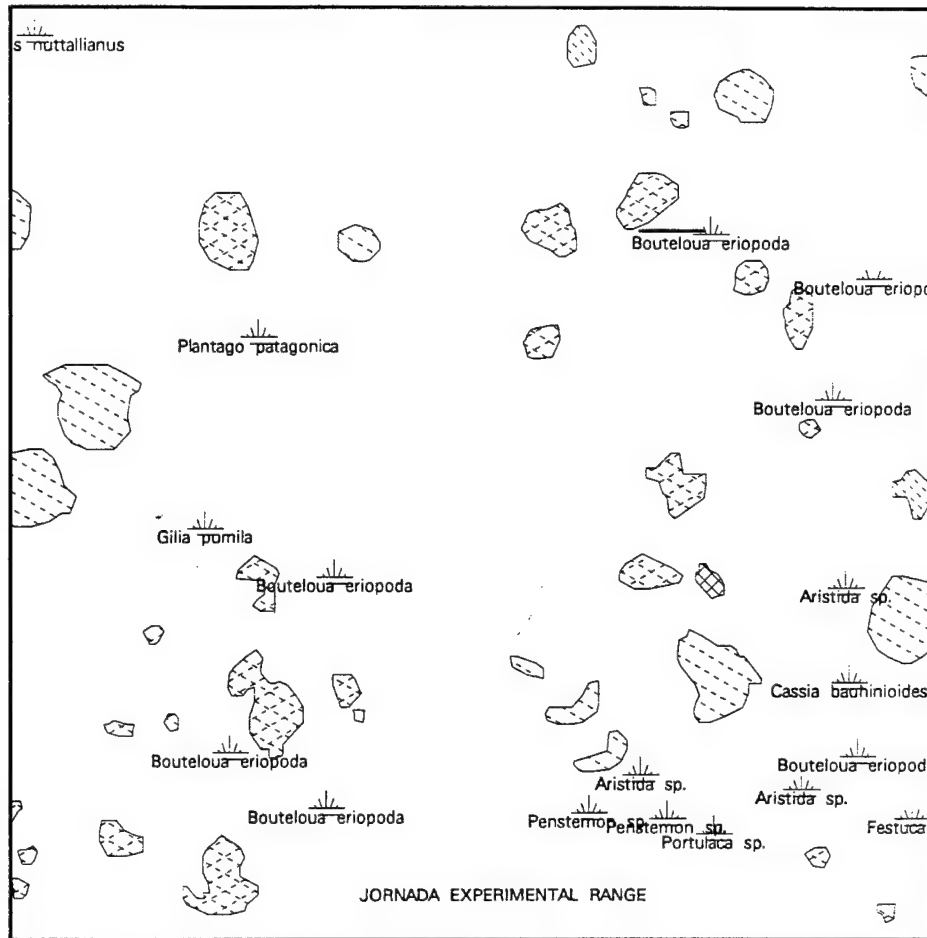 s nuttallianus
Bouteloua eriopoda
Bouteloua eriopo
Plantago patagonica
Bouteloua eriopoda
Gilia pumila
Bouteloua eriopoda
Aristida sp.
Cassia bauhinioides
Bouteloua eriopoda
Bouteloua eriopod
Aristida sp.
Aristida sp.
Bouteloua eriopoda
Penstemon sp.
Penstemon sp.
Festuca
Portulaca sp.
JORNADA EXPERIMENTAL RANGE